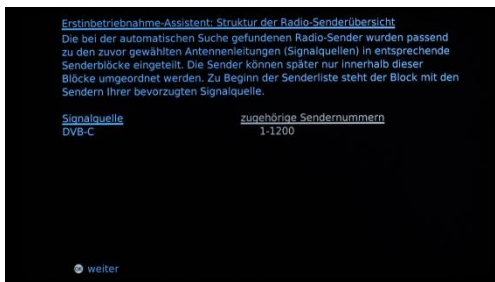 Erstinbetriebnahme-Assistent: Struktur der Radio-Senderübersicht
Die bei der automatischen Suche gefundenen Radio-Sender wurden passend
zu den zuvor gewählten Antennenleitungen (Signalquellen) in entsprechende
Senderblöcke eingeteilt. Die Sender können später nur innerhalb dieser
Blöcke umgeordnet werden. Zu Beginn der Senderliste steht der Block mit den
Sendern Ihrer bevorzugten Signalquelle.
Signalquelle zugehörige Sendernummern
DVB-C 1-1200
OK weiter